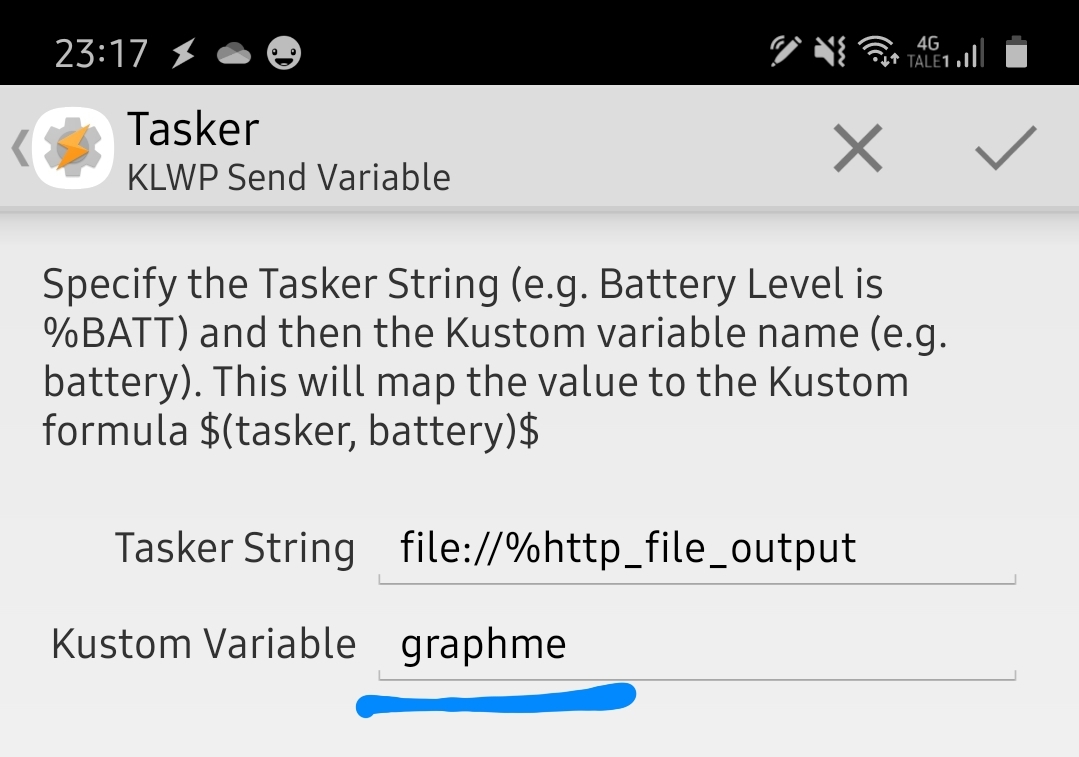 23:17
4G
TALE1
Tasker
KLWP Send Variable
Specify the Tasker String (e.g. Battery Level is
%BATT) and then the Kustom variable name (e.g.
battery). This will map the value to the Kustom
formula $(tasker, battery)$
Tasker String file://%http_file_output
Kustom Variable graphme